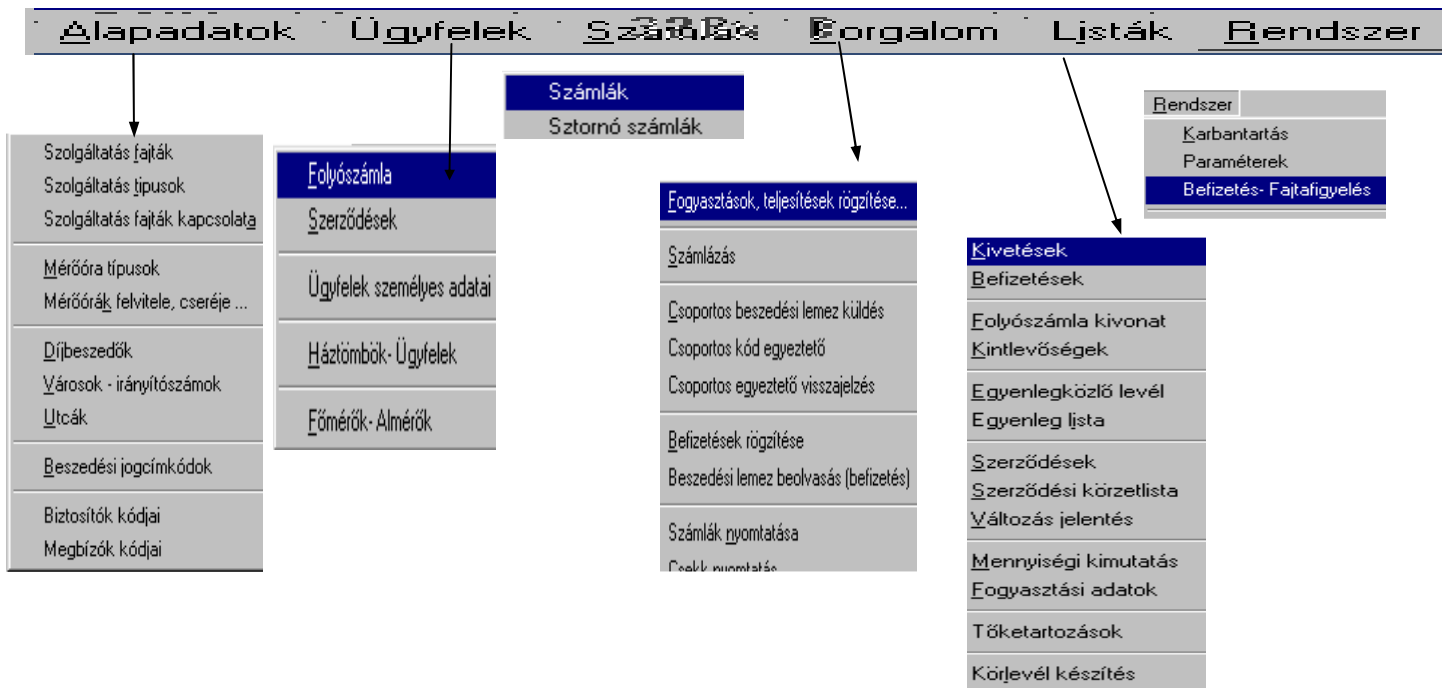 Alapadatok Ügyfelek Számlák Forgalom Listák Rendszer
Szolgáltatás fajták
Szolgáltatás tipusok
Szolgáltatás fajták kapcsolata
Mérőóra típusok
Mérőórák felvitele, cseréje ...
Díjbeszedők
Városok - irányítószámok
Utcák
Beszedési jogcímkódok
Biztosítók kódjai
Megbízók kódjai
Folyószámla
Szerződések
Ügyfelek személyes adatai
Háztömbök- Ügyfelek
Főmérők- Almérők
Számlák
Sztornó számlák
Fogyasztások, teljesítések rögzítése...
Számlázás
Csoportos beszedési lemez küldés
Csoportos kód egyeztető
Csoportos egyeztető visszajelzés
Befizetések rögzítése
Beszedési lemez beolvasás (befizetés)
Számlák nyomtatása
Csekk nyomtatás
Kivetések
Befizetések
Folyószámla kivonat
Kintlevőségek
Egyenlegközlő levél
Egyenleg lista
Szerződések
Szerződési körzetlista
Változás jelentés
Mennyiségi kimutatás
Fogyasztási adatok
Tőketartozások
Körlevél készítés
Rendszer
Karbantartás
Paraméterek
Befizetés- Fajtafigyelés